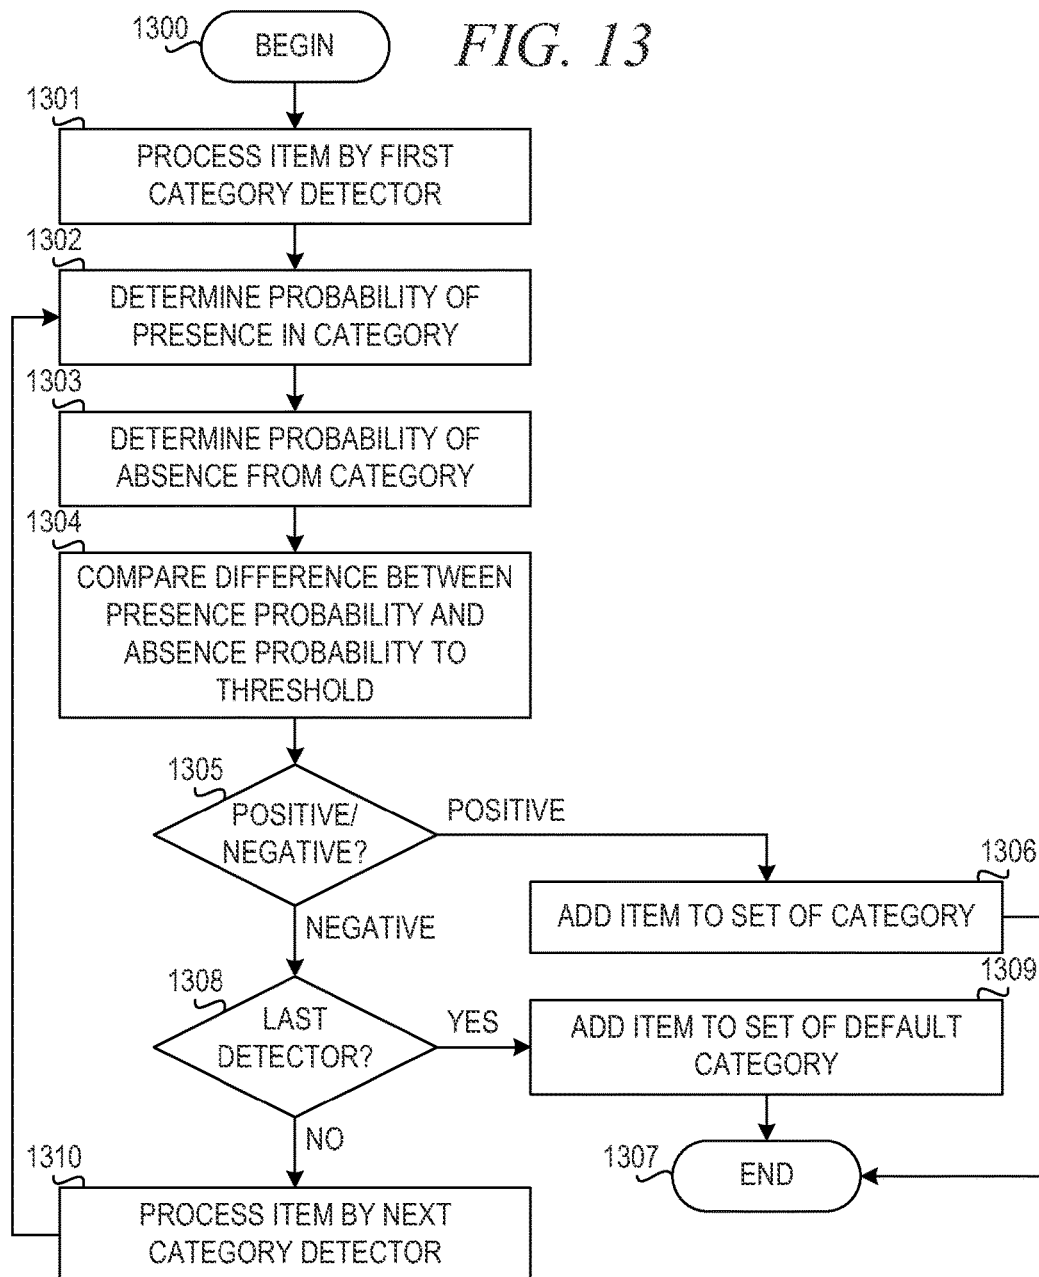 1300
BEGIN
FIG. 13
1301
PROCESS ITEM BY FIRST
CATEGORY DETECTOR
1302
DETERMINE PROBABILITY OF
PRESENCE IN CATEGORY
1303
DETERMINE PROBABILITY OF
ABSENCE FROM CATEGORY
1304
COMPARE DIFFERENCE BETWEEN
PRESENCE PROBABILITY AND
ABSENCE PROBABILITY TO
THRESHOLD
1305
POSITIVE/
NEGATIVE?
POSITIVE
1306
ADD ITEM TO SET OF CATEGORY
NEGATIVE
1308
LAST
DETECTOR?
YES
1309
ADD ITEM TO SET OF DEFAULT
CATEGORY
NO
1307
END
1310
PROCESS ITEM BY NEXT
CATEGORY DETECTOR